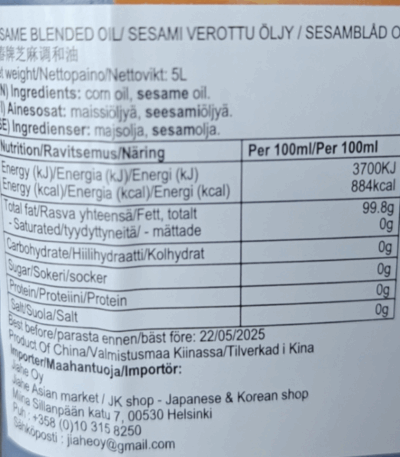 SAME BLENDED OIL/ SESAMI VEROTTU ÖLJY / SESAMBLÅD O
牌芝麻调和油
weight/Nettopaino/Nettovikt: 5L
N) Ingredients: corn oil, sesame oil.
I) Ainesosat: maissiöljyä, seesamiöljyä.
SE) Ingredienser: majsolja, sesamolja.
Nutrition/Ravitsemus/Näring Per 100ml/Per 100ml
Energy (kJ)/Energia (kJ)/Energi (kJ) 3700KJ
Energy (kcal)/Energia (kcal)/Energi (kcal) 884kcal
Total fat/Rasva yhteensä/Fett, totalt 99.8g
- Saturated/tyydyttyneitä/ - mättade 0g
Carbohydrate/Hiilihydraatti/Kolhydrat 0g
Sugar/Sokeri/socker 0g
Protein/Proteiini/Protein 0g
Salt/Suola/Salt 0g
Best before/parasta ennen/bäst före: 22/05/2025
Product Of China/Valmistusmaa Kiinassa/Tilverkad i Kina
Importer/Maahantuoja/Importör:
Jiahe Oy
Jiahe Asian market / JK shop - Japanese & Korean shop
Miina Sillanpään katu 7, 00530 Helsinki
Puh: +358 (0)10 315 8250
Sähköposti: jiaheoy@gmail.com